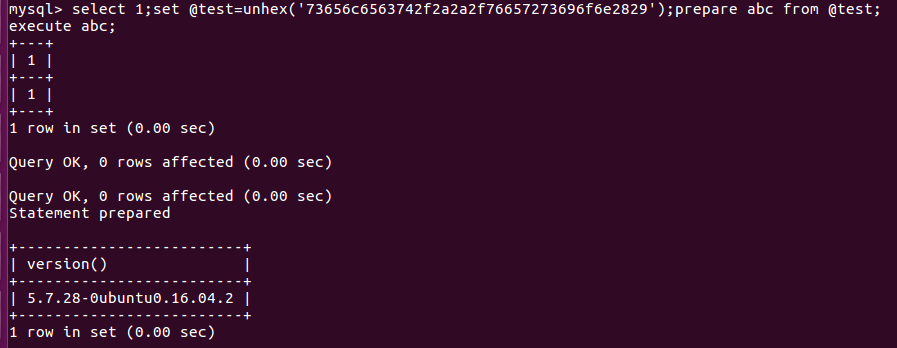 mysql> select 1;set @test=unhex('73656c6563742f2a2a2f76657273696f6e2829');prepare abc from @test;
execute abc;
+---+
| 1 |
+---+
| 1 |
+---+
1 row in set (0.00 sec)
Query OK, 0 rows affected (0.00 sec)
Query OK, 0 rows affected (0.00 sec)
Statement prepared
+-------------------------+
| version()               |
+-------------------------+
| 5.7.28-0ubuntu0.16.04.2 |
+-------------------------+
1 row in set (0.00 sec)